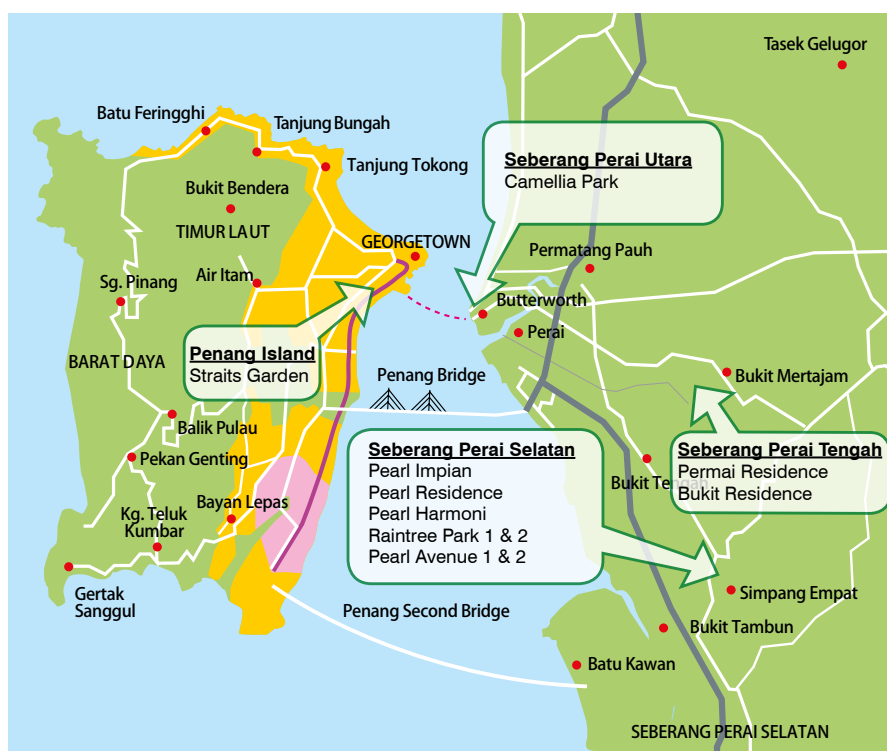 Tasek Gelugor
Batu Feringghi
Tanjung Bungah
Tanjung Tokong
Seberang Perai Utara
Camellia Park
Bukit Bendera
TIMUR LAUT
GEORGETOWN
Permatang Pauh
Air Itam
Sg. Pinang
Butterworth
Perai
Penang Island
Straits Garden
BARAT DAYA
Penang Bridge
Bukit Mertajam
Balik Pulau
Seberang Perai Selatan
Pearl Impian
Pearl Residence
Pearl Harmoni
Raintree Park 1 & 2
Pearl Avenue 1 & 2
Seberang Perai Tengah
Permai Residence
Bukit Residence
Pekan Genting
Bukit Tengah
Bayan Lepas
Kg. Teluk
Kumbar
Gertak
Sanggul
Simpang Empat
Penang Second Bridge
Bukit Tambun
Batu Kawan
SEBERANG PERAI SELATAN